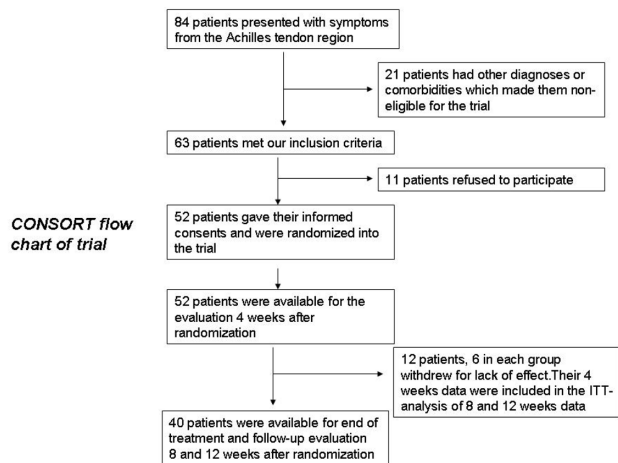 84 patients presented with symptoms
from the Achilles tendon region
21 patients had other diagnoses or
comorbidities which made them non-
eligible for the trial
63 patients met our inclusion criteria
11 patients refused to participate
CONSORT flow
chart of trial
52 patients gave their informed
consents and were randomized into
the trial
52 patients were available for the
evaluation 4 weeks after
randomization
12 patients, 6 in each group
withdrew for lack of effect.Their 4
weeks data were included in the ITT-
analysis of 8 and 12 weeks data
40 patients were available for end of
treatment and follow-up evaluation
8 and 12 weeks after randomization